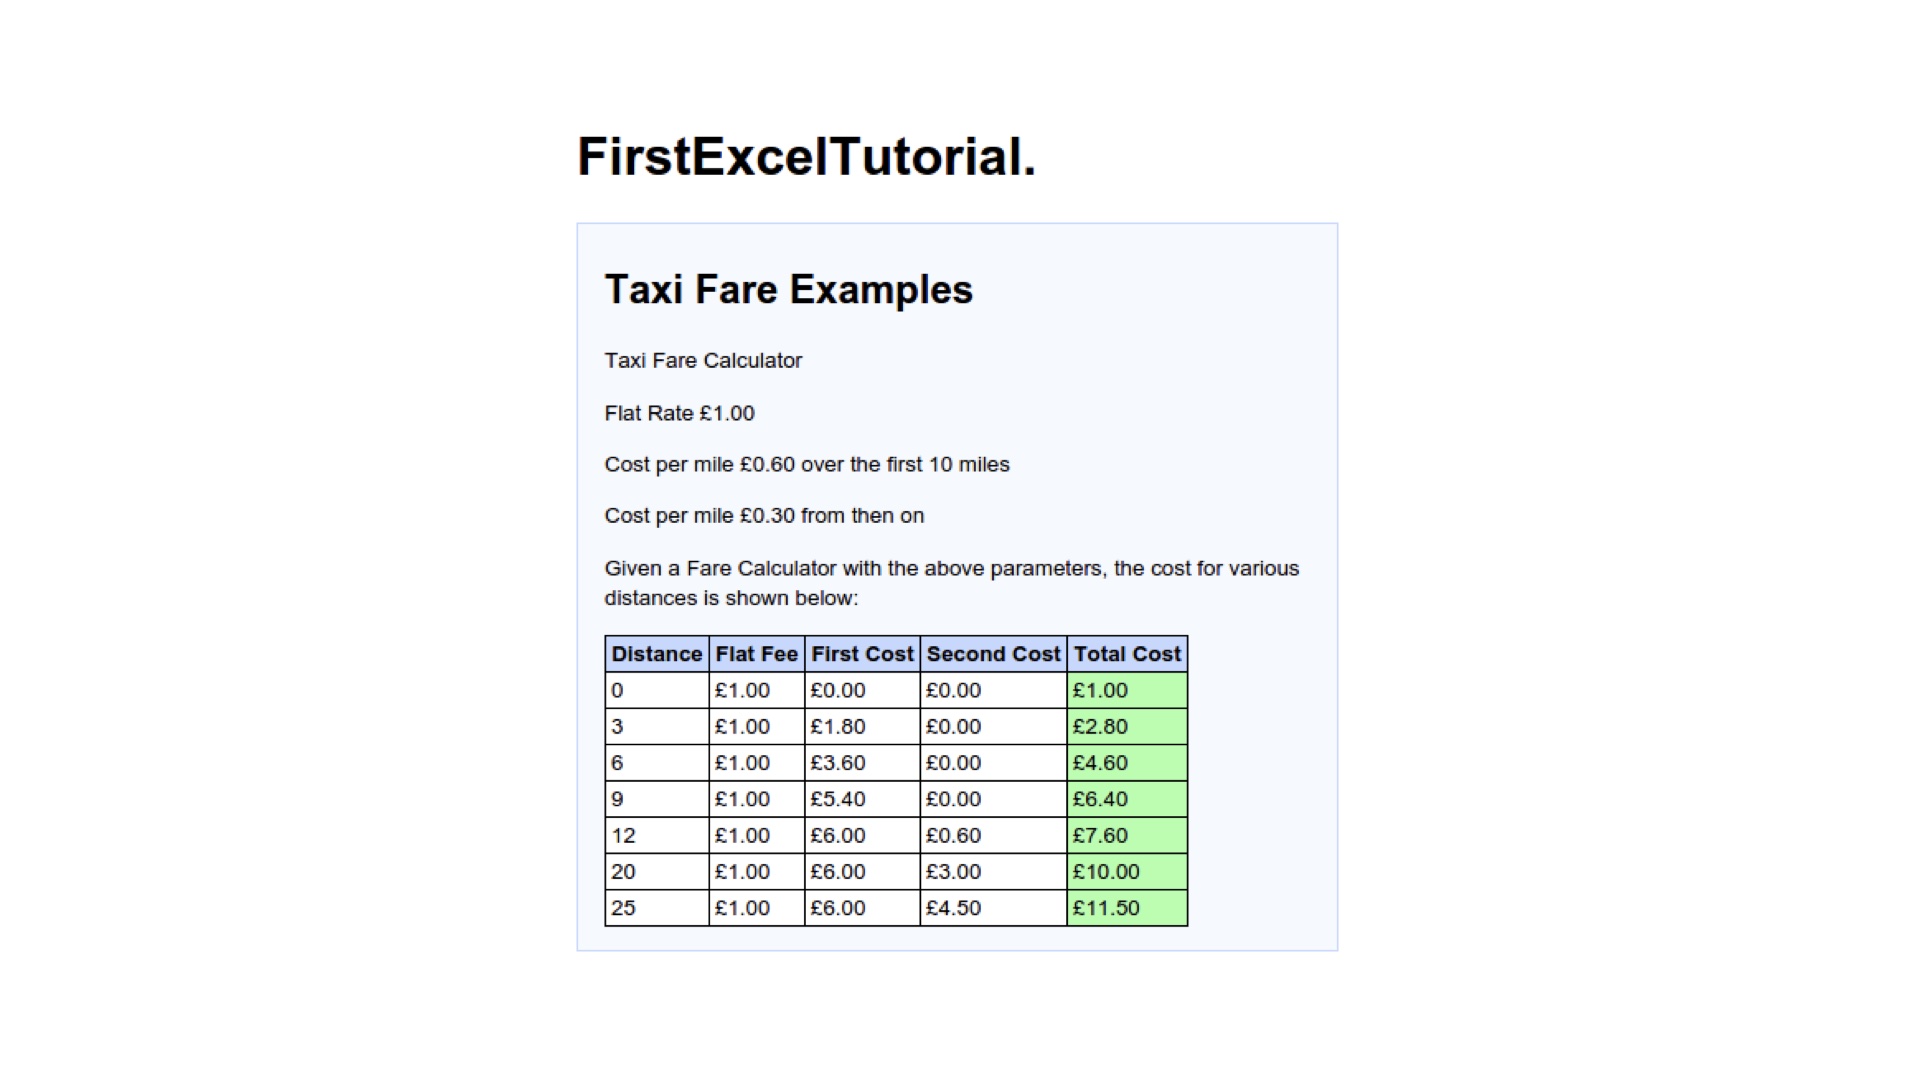 FirstExcelTutorial.
Taxi Fare Examples
Taxi Fare Calculator
Flat Rate £1.00
Cost per mile £0.60 over the first 10 miles
Cost per mile £0.30 from then on
Given a Fare Calculator with the above parameters, the cost for various
distances is shown below:
Distance Flat Fee First Cost Second Cost Total Cost
0 £1.00 £0.00 £0.00 £1.00
3 £1.00 £1.80 £0.00 £2.80
6 £1.00 £3.60 £0.00 £4.60
9 £1.00 £5.40 £0.00 £6.40
12 £1.00 £6.00 £0.60 £7.60
20 £1.00 £6.00 £3.00 £10.00
25 £1.00 £6.00 £4.50 £11.50